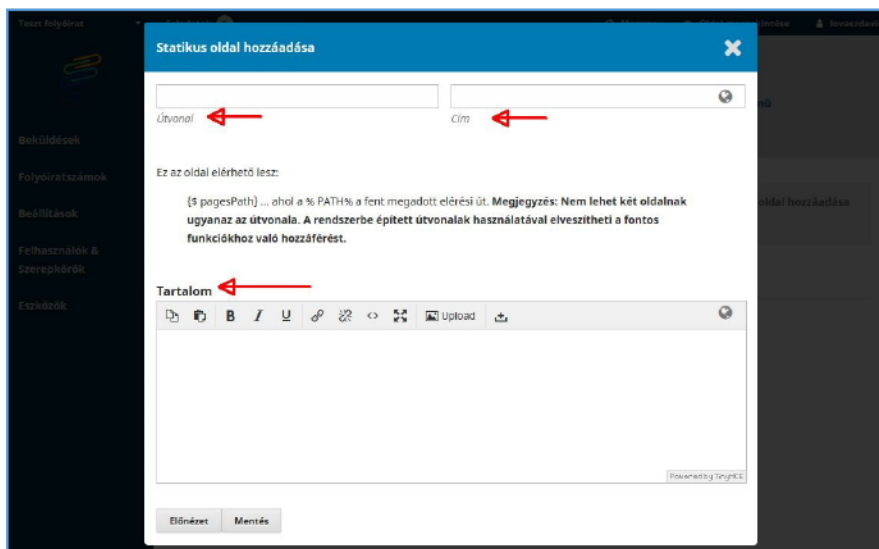 Teszt folyóirat
Statikus oldal hozzáadása
Útvonal
Cím
Beküldések
Folyóiratszámok
Beállítások
Felhasználók &
Szerepkörök
Eszközök
oldal hozzáadása
Ez az oldal elérhető lesz:
{$ pagesPath} ... ahol a % PATH% a fent megadott elérési út. Megjegyzés: Nem lehet két oldalnak
ugyanaz az útvonala. A rendszerbe épített útvonalak használatával elveszítheti a fontos
funkciókhoz való hozzáférést.
Tartalom
B I U Upload
Powered by TinyMCE
Előnézet Mentés